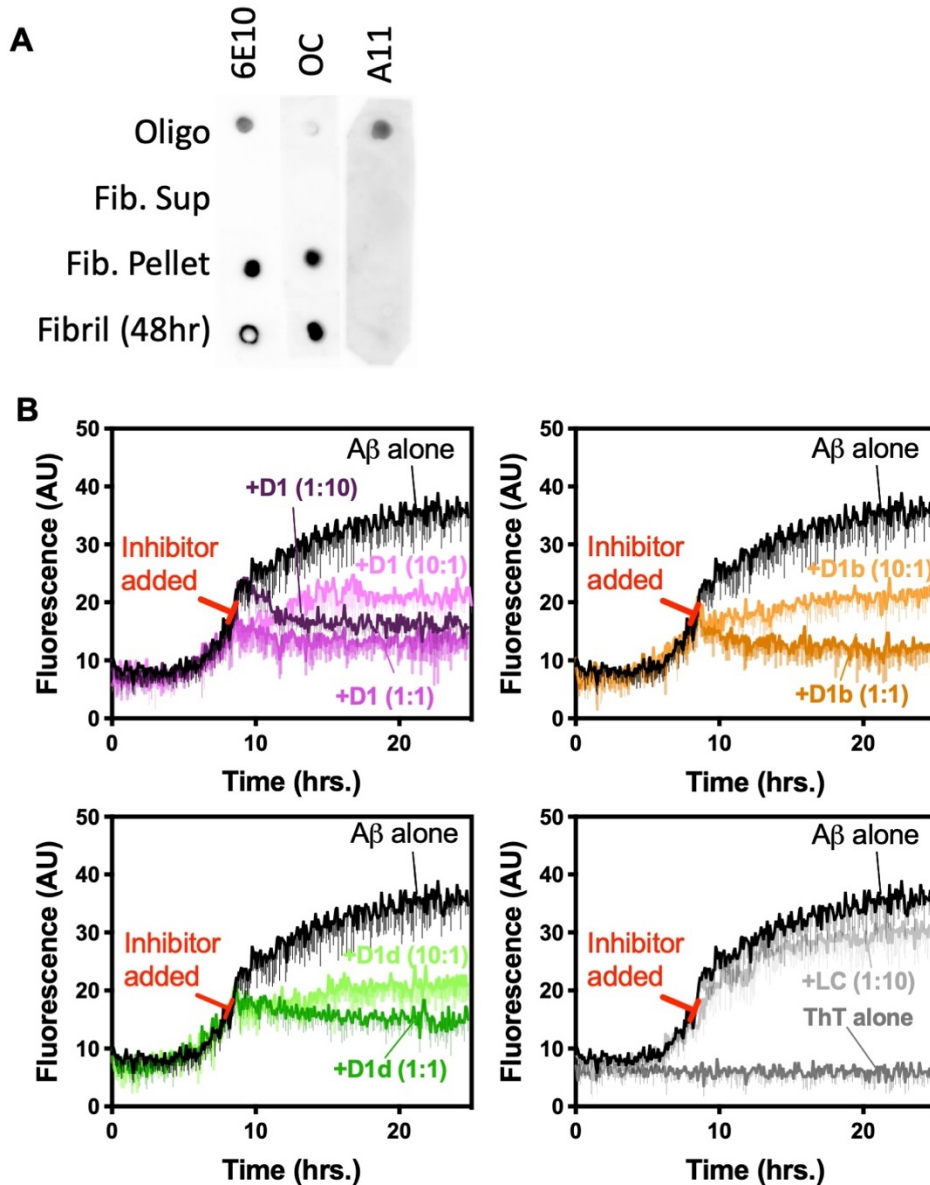 A
6E10
OC
A11
Oligo
Fib. Sup
Fib. Pellet
Fibril (48hr)
B
50
40
30
20
10
0
Fluorescence (AU)
Aβ alone
+D1 (1:10)
Inhibitor
added
+D1 (10:1)
+D1 (1:1)
0
10
20
Time (hrs.)
50
40
30
20
10
0
Fluorescence (AU)
Aβ alone
Inhibitor
added
+D1b (10:1)
+D1b (1:1)
0
10
20
Time (hrs.)
50
40
30
20
10
0
Fluorescence (AU)
Aβ alone
Inhibitor
added
+D1d (10:1)
+D1d (1:1)
0
10
20
Time (hrs.)
50
40
30
20
10
0
Fluorescence (AU)
Aβ alone
Inhibitor
added
+LC (1:10)
ThT alone
0
10
20
Time (hrs.)